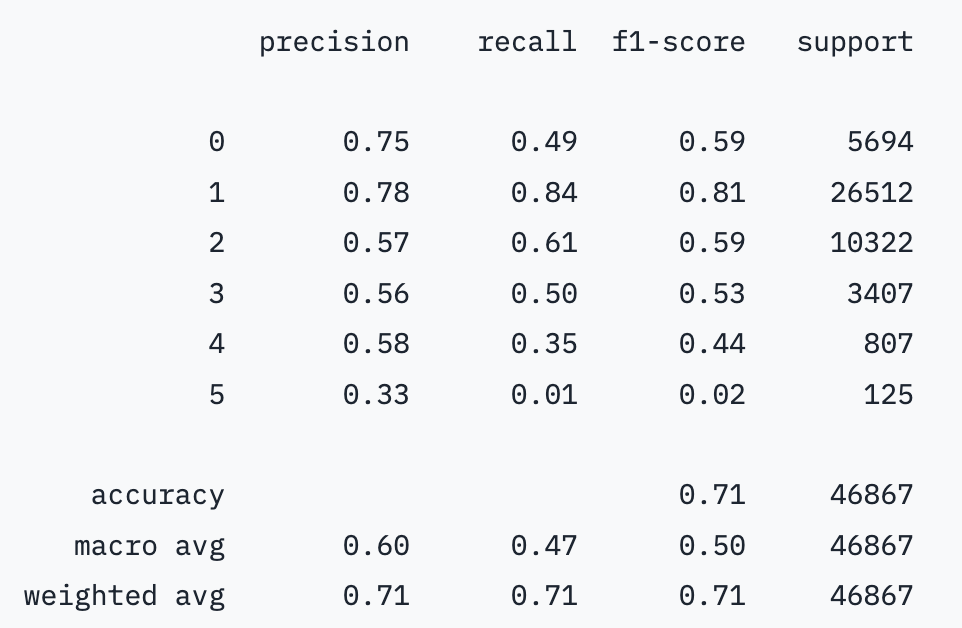 precision recall f1-score support
0 0.75 0.49 0.59 5694
1 0.78 0.84 0.81 26512
2 0.57 0.61 0.59 10322
3 0.56 0.50 0.53 3407
4 0.58 0.35 0.44 807
5 0.33 0.01 0.02 125
accuracy 0.71 46867
macro avg 0.60 0.47 0.50 46867
weighted avg 0.71 0.71 0.71 46867